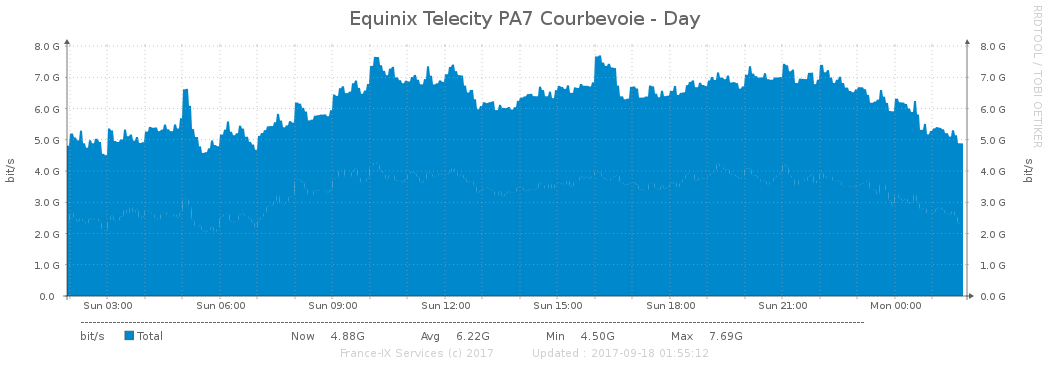 Equinix Telecity PA7 Courbevoie - Day
RRDTOOL / TOBI OETIKER
bit/s
8.0 G
7.0 G
6.0 G
5.0 G
4.0 G
3.0 G
2.0 G
1.0 G
0.0
8.0 G
7.0 G
6.0 G
5.0 G
4.0 G
3.0 G
2.0 G
1.0 G
0.0 G
bit/s
Sun 03:00 Sun 06:00 Sun 09:00 Sun 12:00 Sun 15:00 Sun 18:00 Sun 21:00 Mon 00:00
bit/s Total Now 4.88G Avg 6.22G Min 4.50G Max 7.69G
France-IX Services (c) 2017 Updated : 2017-09-18 01:55:12